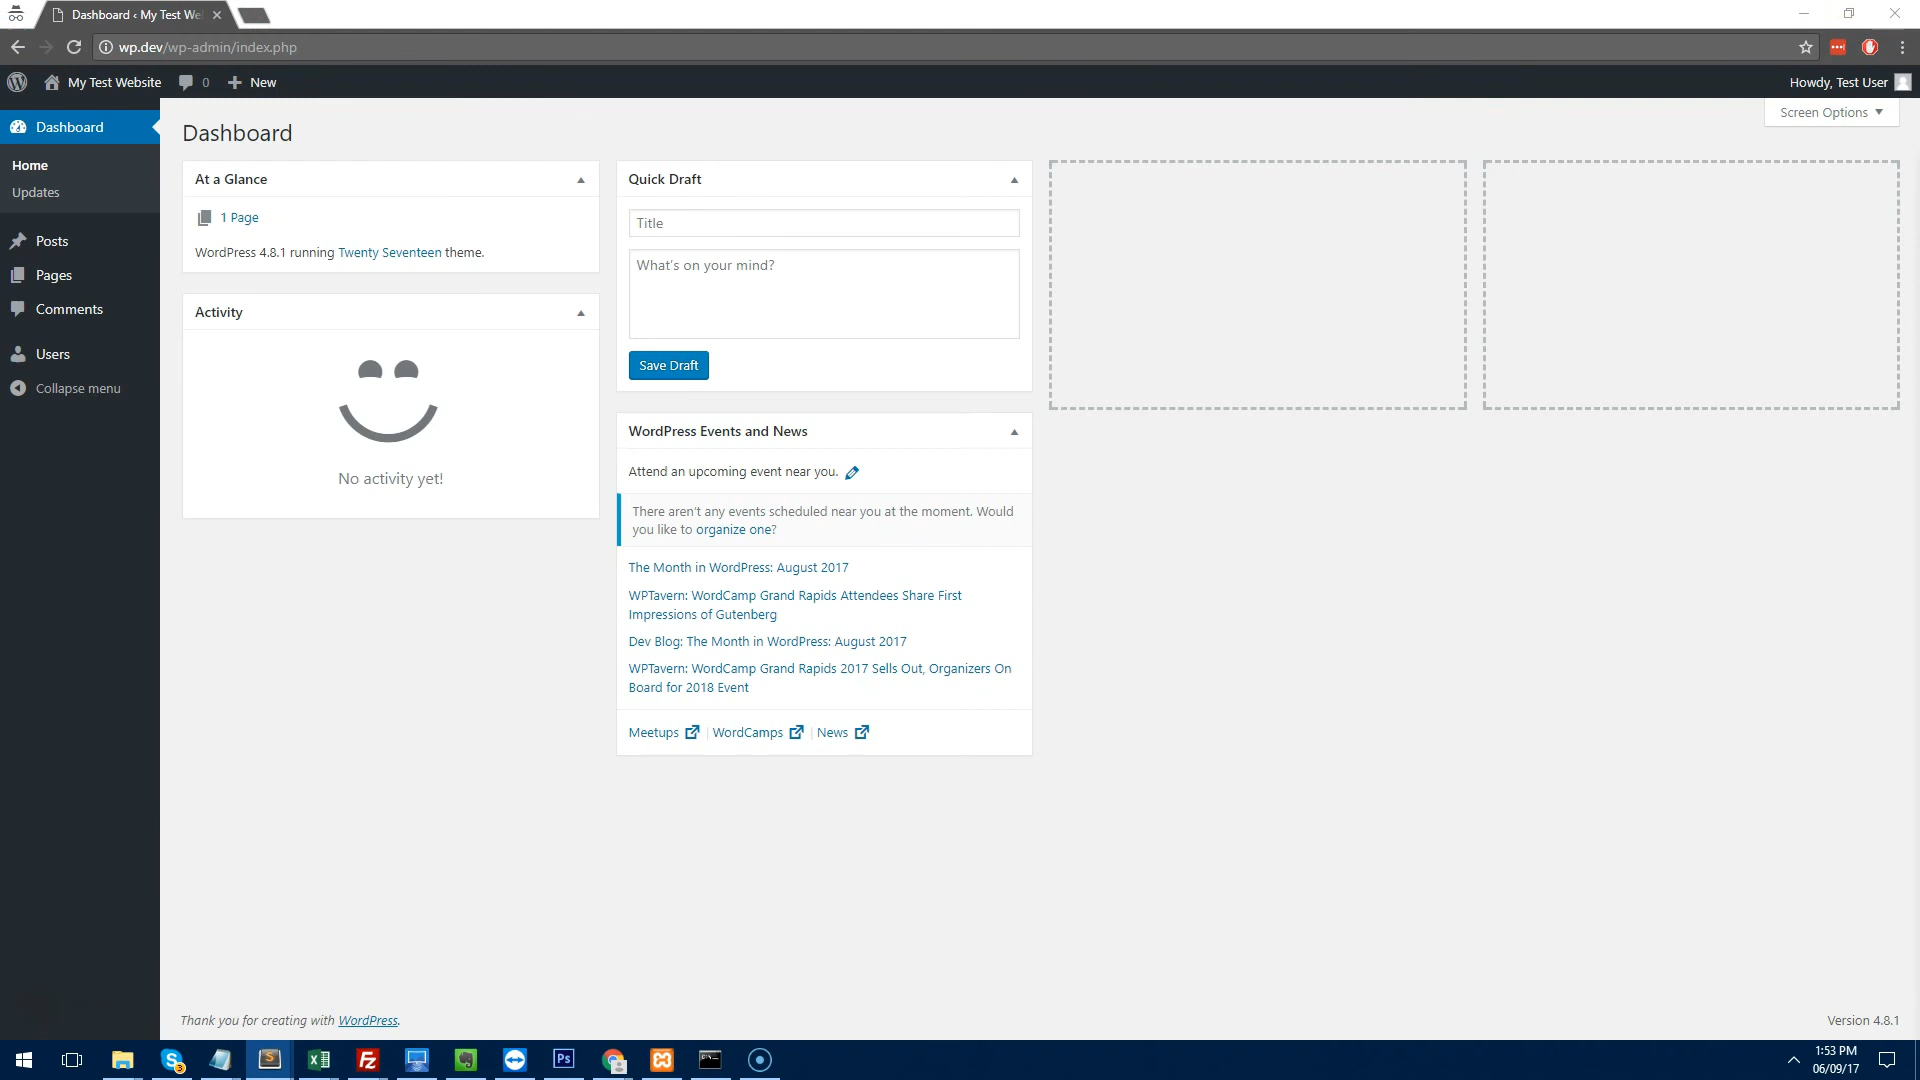 Dashboard ‹ My Test We
wp.dev/wp-admin/index.php
My Test Website 0 New
Howdy, Test User
Dashboard
Home
Updates
Posts
Pages
Comments
Users
Collapse menu
Screen Options
Dashboard
At a Glance
1 Page
WordPress 4.8.1 running Twenty Seventeen theme.
Activity
No activity yet!
Quick Draft
Title
What's on your mind?
Save Draft
WordPress Events and News
Attend an upcoming event near you.
There aren't any events scheduled near you at the moment. Would
you like to organize one?
The Month in WordPress: August 2017
WPTavern: WordCamp Grand Rapids Attendees Share First
Impressions of Gutenberg
Dev Blog: The Month in WordPress: August 2017
WPTavern: WordCamp Grand Rapids 2017 Sells Out, Organizers On
Board for 2018 Event
Meetups | WordCamps | News
Thank you for creating with WordPress.
Version 4.8.1
3
Ps
1:53 PM
06/09/17